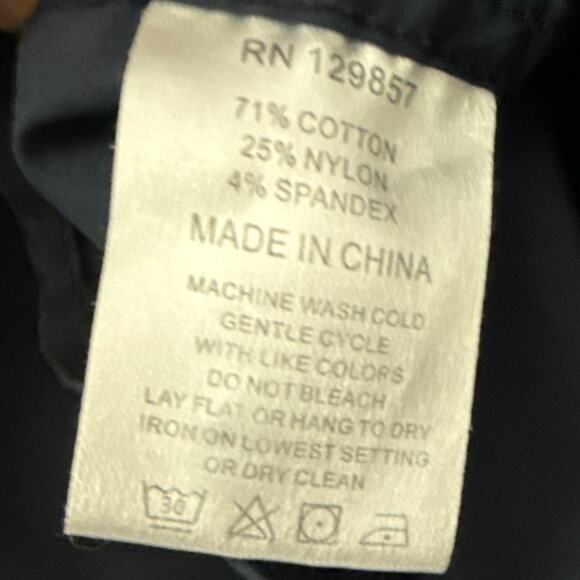 RN 129857
71% COTTON
25% NYLON
4% SPANDEX
MADE IN CHINA
MACHINE WASH COLD
GENTLE CYCLE
WITH LIKE COLORS
DO NOT BLEACH
LAY FLAT OR HANG TO DRY
IRON ON LOWEST SETTING
OR DRY CLEAN
30